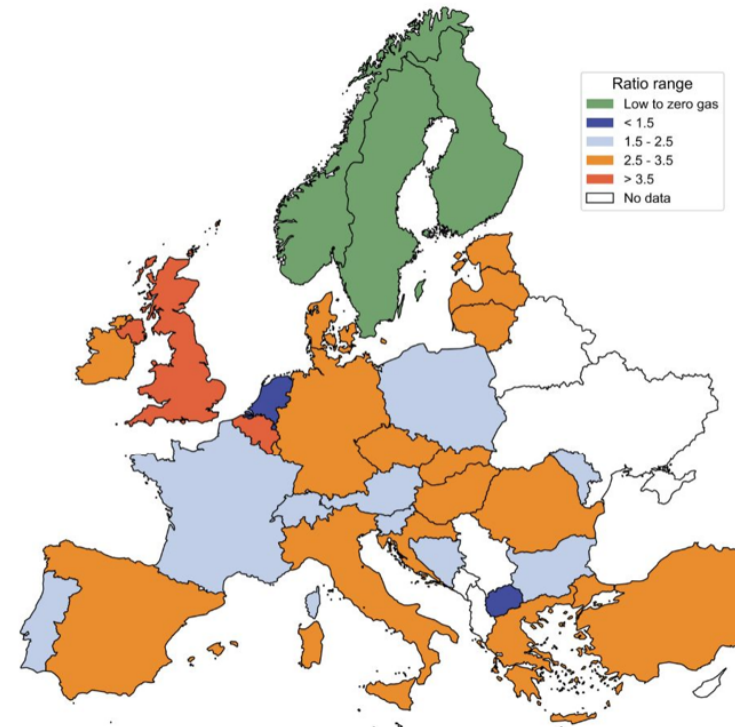 Ratio range
Low to zero gas
< 1.5
1.5 - 2.5
2.5 - 3.5
> 3.5
No data